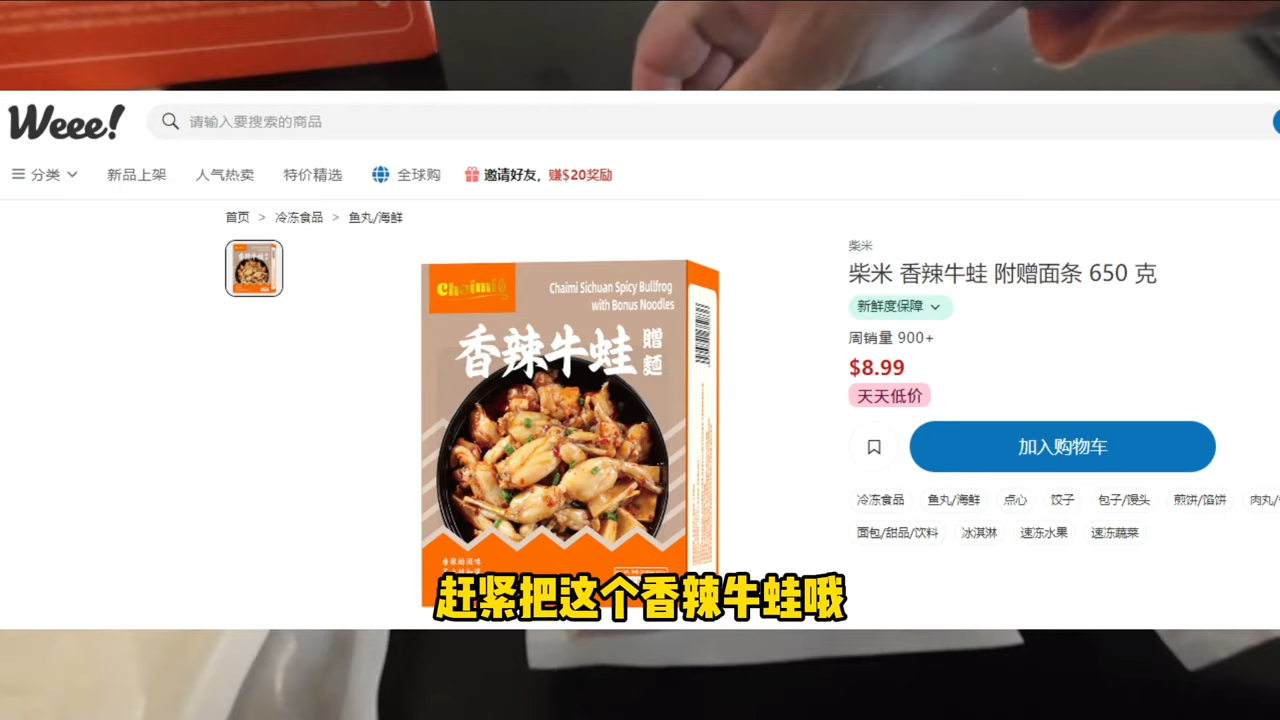 Weee!
请输入要搜索的商品
分类
新品上架
人气热卖
特价精选
全球购
邀请好友，赚$20奖励
首页 > 冷冻食品 > 鱼丸/海鲜
柴米
柴米 香辣牛蛙 附赠面条 650 克
新鲜度保障
周销量 900+
$8.99
天天低价
加入购物车
冷冻食品 鱼丸/海鲜 点心 饺子 包子/馒头 煎饼/馅饼 肉丸/
面包/甜品/饮料 冰淇淋 速冻水果 速冻蔬菜
Chaimi
Chaimi Sichuan Spicy Bullfrog
with Bonus Noodles
香辣牛蛙
贈麵
赶紧把这个香辣牛蛙哦